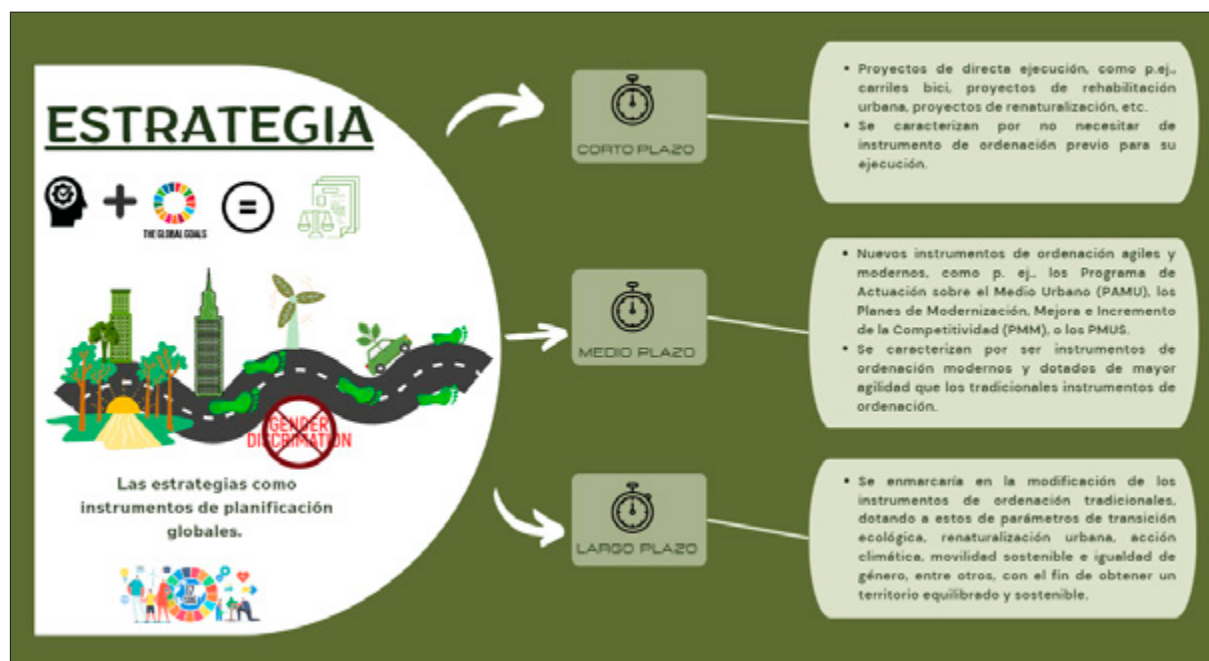 ESTRATEGIA
THE GLOBAL GOALS
GENDER
DISCRIMATION
Las estrategias como
instrumentos de planificación
globales.
CORTO PLAZO
• Proyectos de directa ejecución, como p.ej.,
carriles bici, proyectos de rehabilitación
urbana, proyectos de renaturalización, etc.
• Se caracterizan por no necesitar de
instrumento de ordenación previo para su
ejecución.
MEDIO PLAZO
• Nuevos instrumentos de ordenación agiles y
modernos, como p. ej., los Programa de
Actuación sobre el Medio Urbano (PAMU), los
Planes de Modernización, Mejora e Incremento
de la Competitividad (PMM), o los PMUS.
• Se caracterizan por ser instrumentos de
ordenación modernos y dotados de mayor
agilidad que los tradicionales instrumentos de
ordenación.
LARGO PLAZO
• Se enmarcaría en la modificación de los
instrumentos de ordenación tradicionales,
dotando a estos de parámetros de transición
ecológica, renaturalización urbana, acción
climática, movilidad sostenible e igualdad de
género, entre otros, con el fin de obtener un
territorio equilibrado y sostenible.